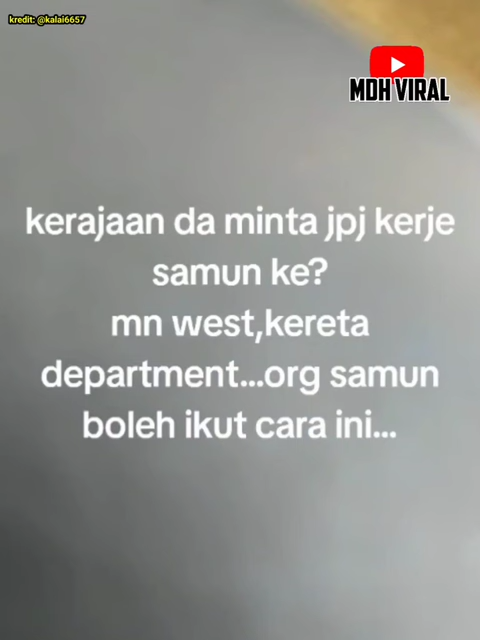 kredit: @kalai6657
MDH VIRAL
kerajaan da minta jpj kerje
samun ke?
mn west,kereta
department...org samun
boleh ikut cara ini...